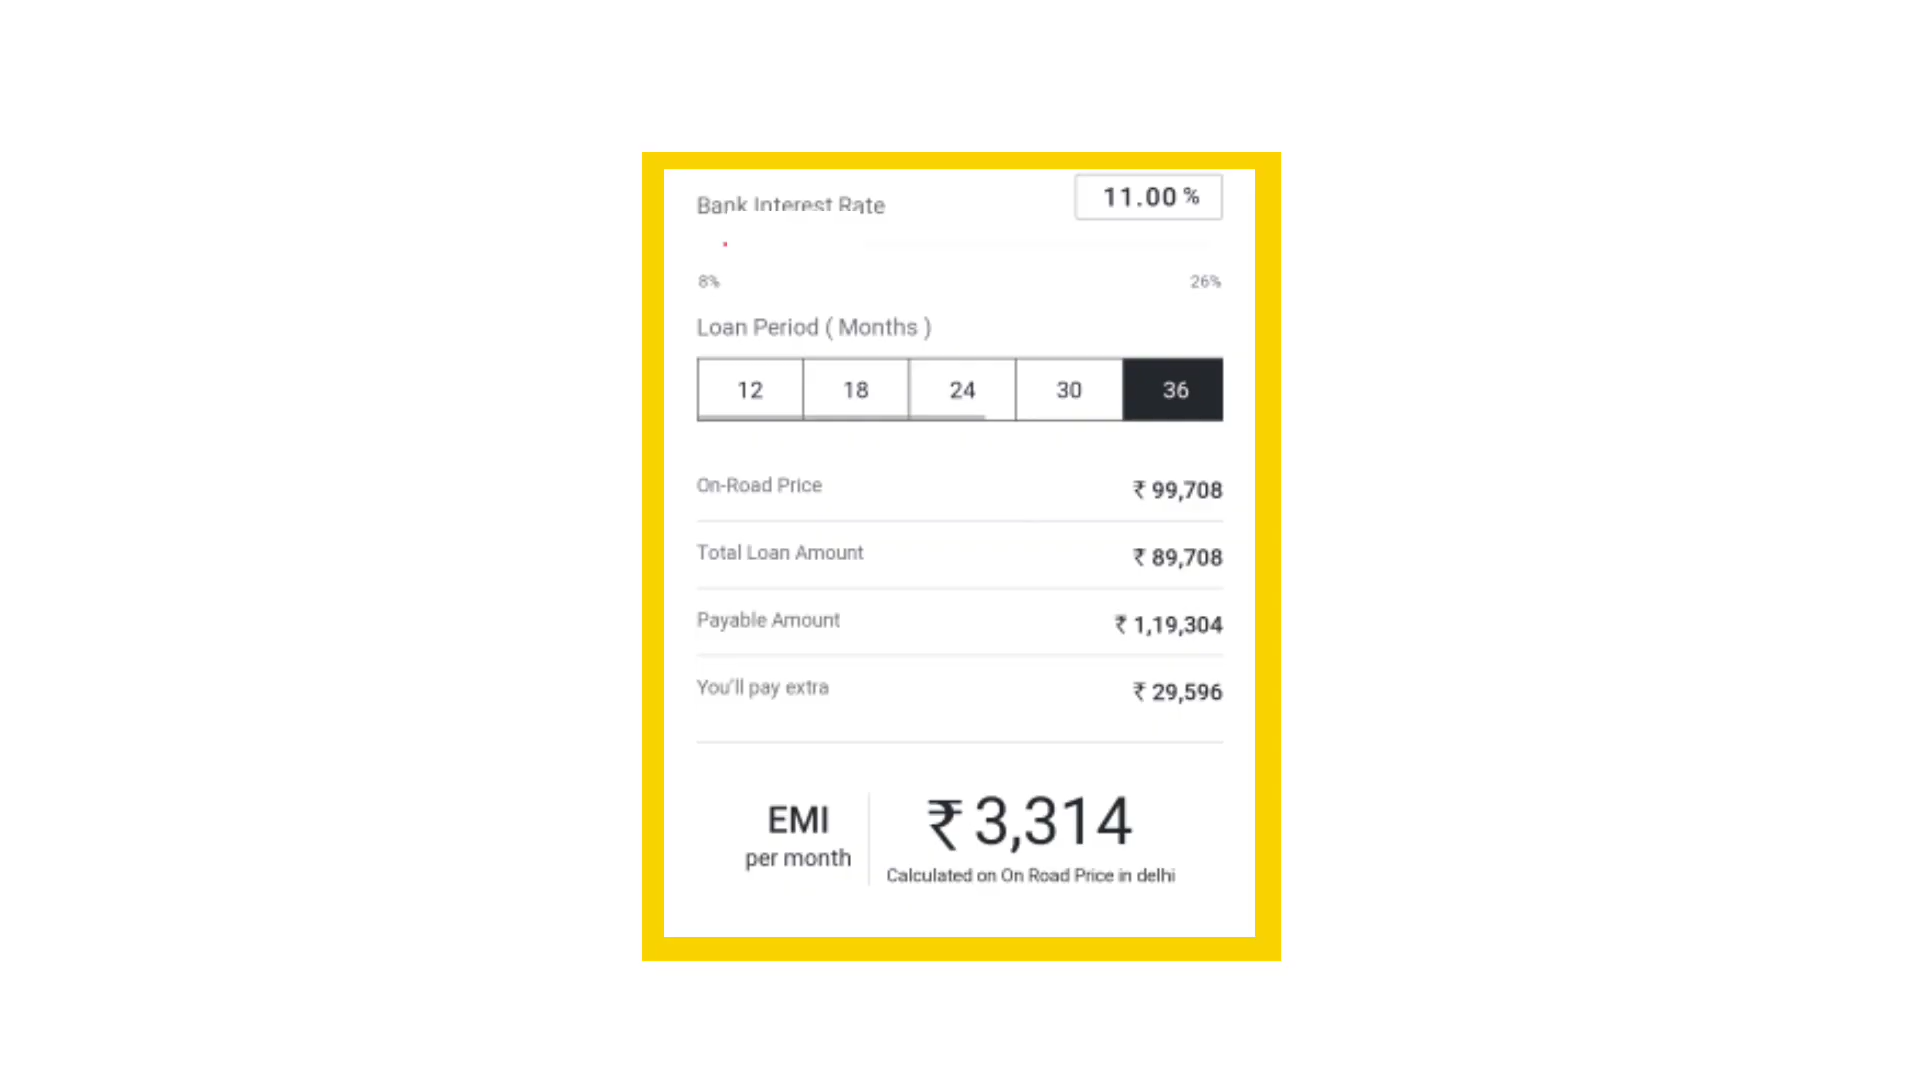 Bank Interest Rate
11.00 %
8%
26%
Loan Period ( Months )
12 18 24 30 36
On-Road Price ₹ 99,708
Total Loan Amount ₹ 89,708
Payable Amount ₹ 1,19,304
You'll pay extra ₹ 29,596
EMI
per month
₹ 3,314
Calculated on On Road Price in delhi